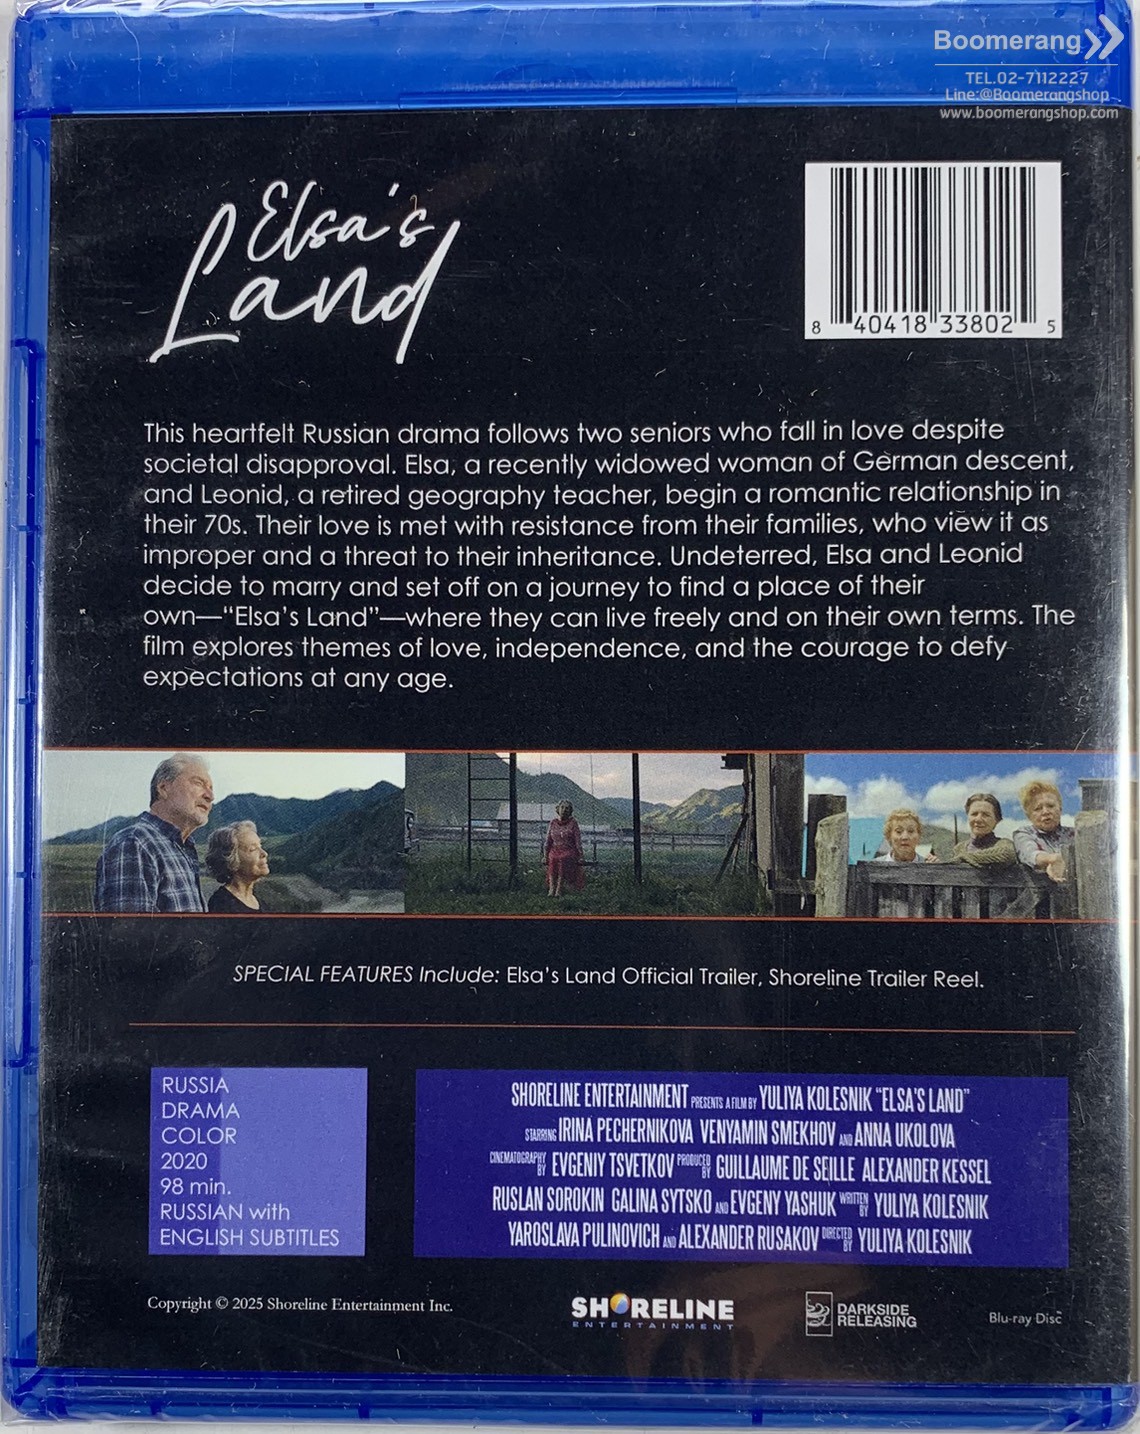 Boomerang
TEL.02-7112227
Line:@Boomerangshop
www.boomerangshop.com
Elsa's
Land
8 40418 33802 5
This heartfelt Russian drama follows two seniors who fall in love despite
societal disapproval. Elsa, a recently widowed woman of German descent,
and Leonid, a retired geography teacher, begin a romantic relationship in
their 70s. Their love is met with resistance from their families, who view it as
improper and a threat to their inheritance. Undeterred, Elsa and Leonid
decide to marry and set off on a journey to find a place of their
own—“Elsa’s Land”—where they can live freely and on their own terms. The
film explores themes of love, independence, and the courage to defy
expectations at any age.
SPECIAL FEATURES Include: Elsa’s Land Official Trailer, Shoreline Trailer Reel.
RUSSIA
DRAMA
COLOR
2020
98 min.
RUSSIAN with
ENGLISH SUBTITLES
SHORELINE ENTERTAINMENT PRESENTS A FILM BY YULIYA KOLESNIK “ELSA’S LAND”
STARRING IRINA PECHERNIKOVA VENYAMIN SMEKHOV AND ANNA UKOLOVA
CINEMATOGRAPHY BY EVGENIY TSVETKOV PRODUCED BY GUILLAUME DE SEILLE ALEXANDER KESSEL
RUSLAN SOROKIN GALINA SYTSKO AND EVGENY YASHUK WRITTEN BY YULIYA KOLESNIK
YAROSLAVA PULINOVICH AND ALEXANDER RUSAKOV DIRECTED BY YULIYA KOLESNIK
Copyright © 2025 Shoreline Entertainment Inc.
SHORELINE
ENTERTAINMENT
DARKSIDE
RELEASING
Blu-ray Disc™